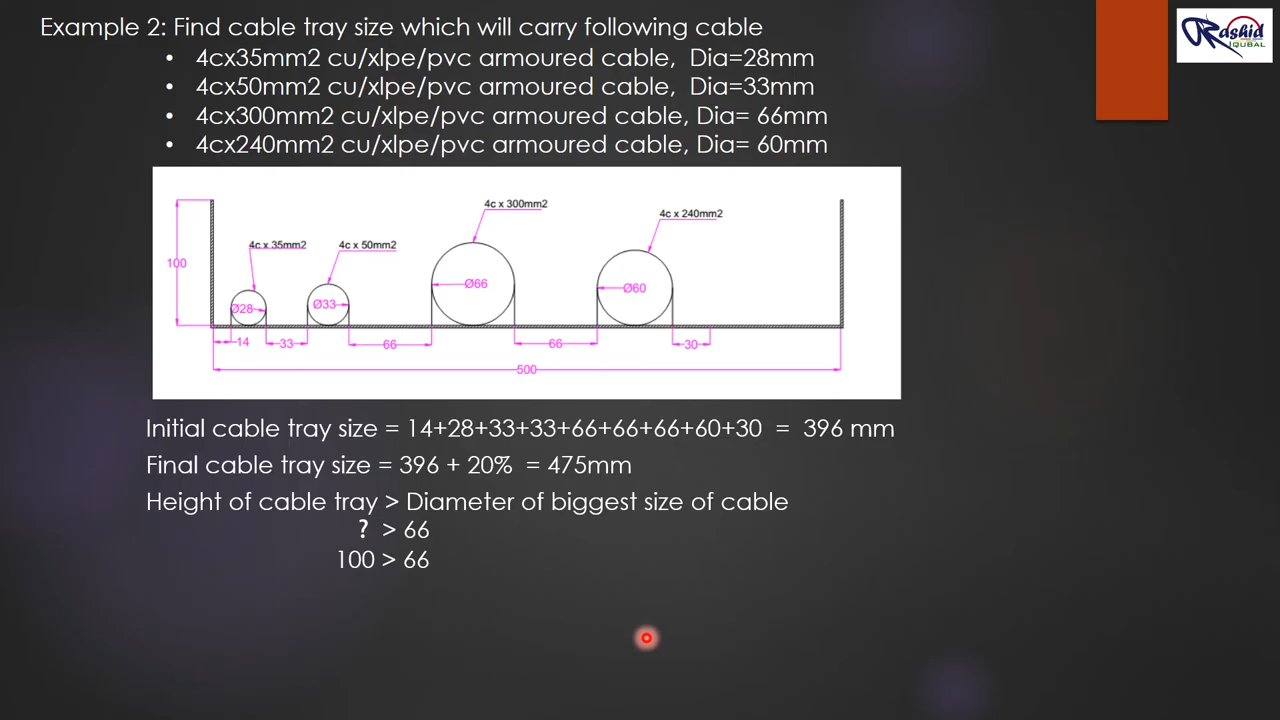 Example 2: Find cable tray size which will carry following cable
• 4cx35mm2 cu/xlpe/pvc armoured cable, Dia=28mm
• 4cx50mm2 cu/xlpe/pvc armoured cable, Dia=33mm
• 4cx300mm2 cu/xlpe/pvc armoured cable, Dia= 66mm
• 4cx240mm2 cu/xlpe/pvc armoured cable, Dia= 60mm
Rashid
IQUBAL
4c x 300mm2
4c x 240mm2
4c x 35mm2
4c x 50mm2
100
Ø28
Ø33
Ø66
Ø60
14
33
66
66
30
500
Initial cable tray size = 14+28+33+33+66+66+66+60+30 = 396 mm
Final cable tray size = 396 + 20% = 475mm
Height of cable tray > Diameter of biggest size of cable
? > 66
100 > 66